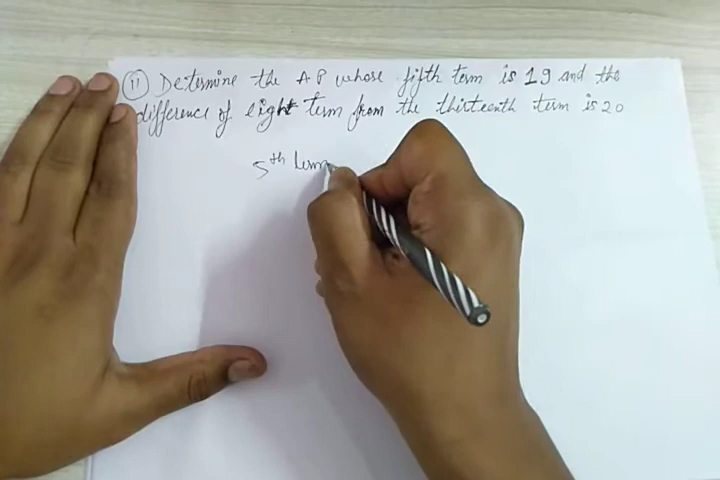 11 Determine the AP whose fifth term is 19 and the
difference of eight term from the thirteenth term is 20
5th term